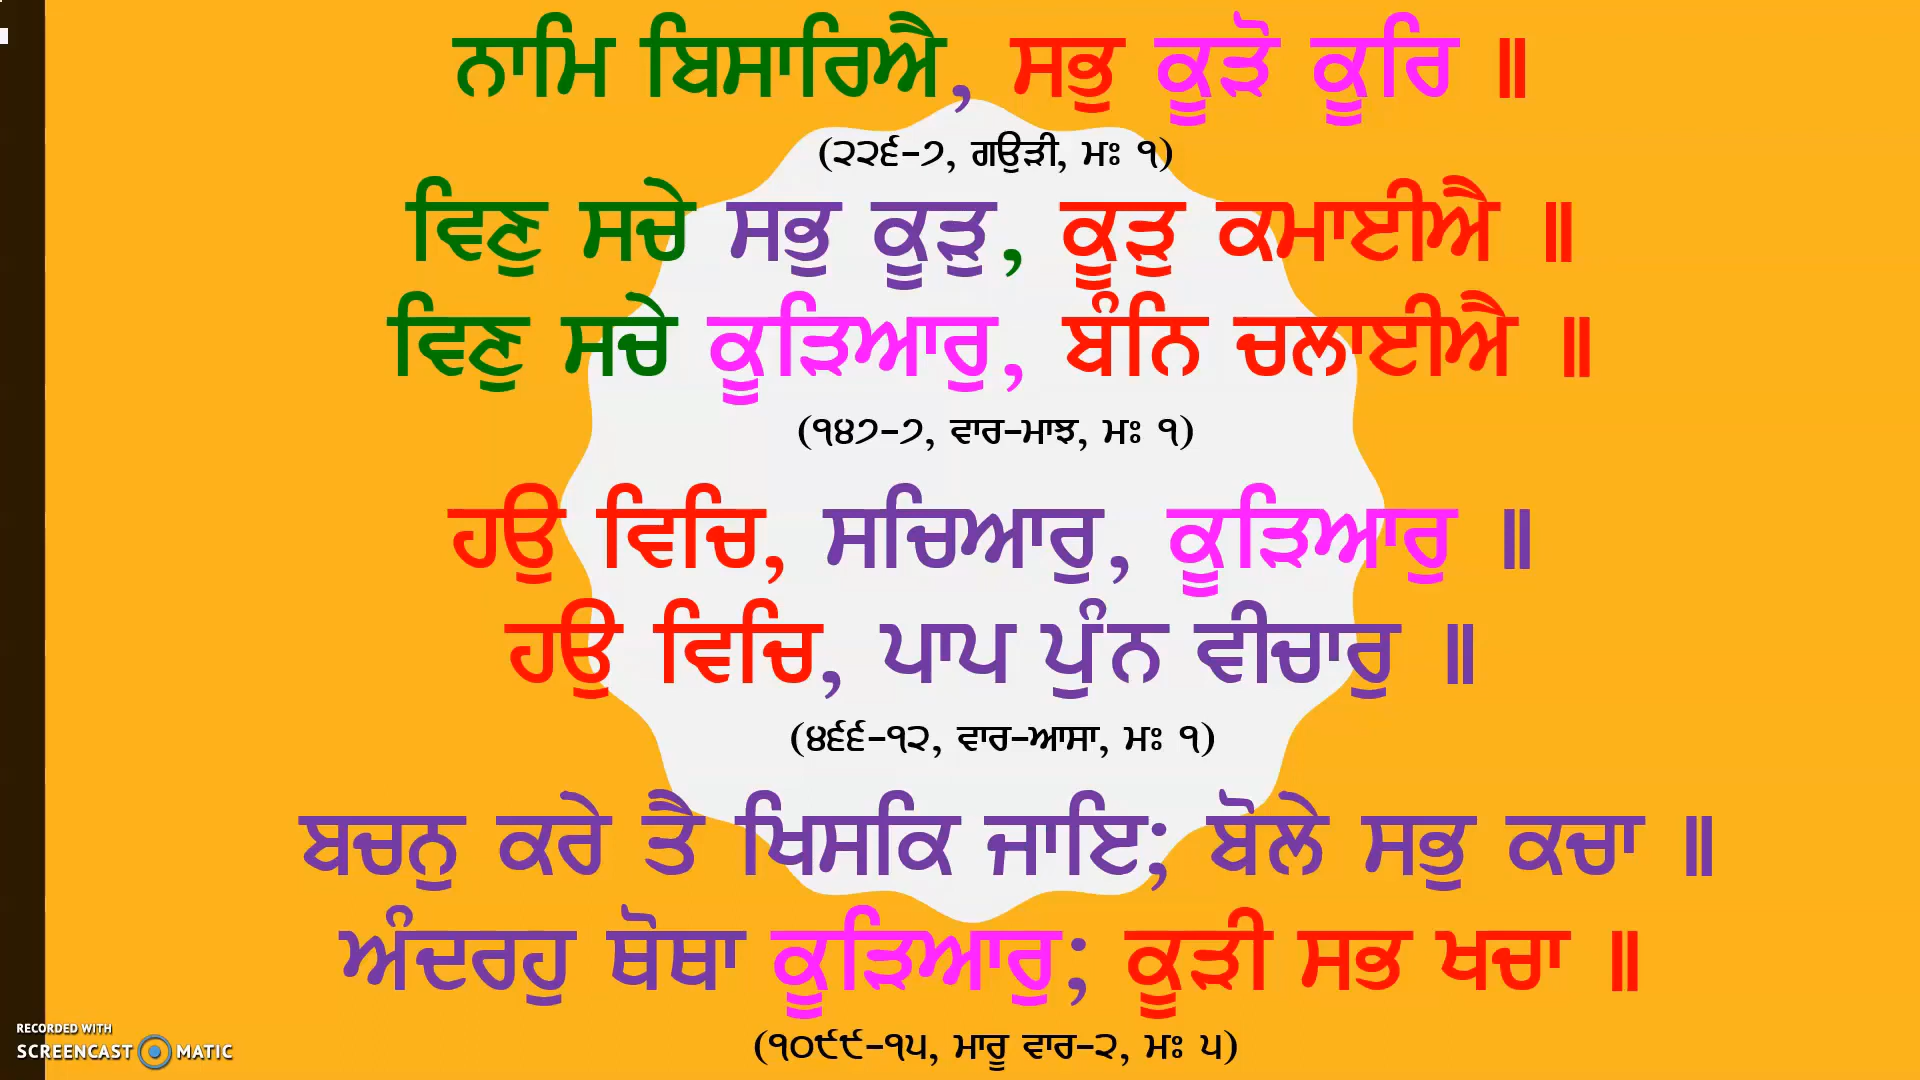 ਨਾਮਿ ਬਿਸਾਰਿਐ, ਸਭੁ ਕੂੜੋ ਕੂਰਿ ॥
(੨੨੬-੭, ਗਉੜੀ, ਮਃ ੧)
ਵਿਣੁ ਸਚੇ ਸਭੁ ਕੂੜੁ, ਕੂੜੁ ਕਮਾਈਐ ॥
ਵਿਣੁ ਸਚੇ ਕੂੜਿਆਰੁ, ਬੰਨਿ ਚਲਾਈਐ ॥
(੧੪੭-੭, ਵਾਰ-ਮਾਝ, ਮਃ ੧)
ਹਉ ਵਿਚਿ, ਸਚਿਆਰੁ, ਕੂੜਿਆਰੁ ॥
ਹਉ ਵਿਚਿ, ਪਾਪ ਪੁੰਨ ਵੀਚਾਰੁ ॥
(੪੬੬-੧੨, ਵਾਰ-ਆਸਾ, ਮਃ ੧)
ਬਚਨੁ ਕਰੇ ਤੈ ਖਿਸਕਿ ਜਾਇ; ਬੋਲੇ ਸਭੁ ਕਚਾ ॥
ਅੰਦਰਹੁ ਥੋਥਾ ਕੂੜਿਆਰੁ; ਕੂੜੀ ਸਭ ਖਚਾ ॥
(੧੦੯੯-੧੫, ਮਾਰੂ ਵਾਰ-੨, ਮਃ ੫)
RECORDED WITH
SCREENCAST MATIC